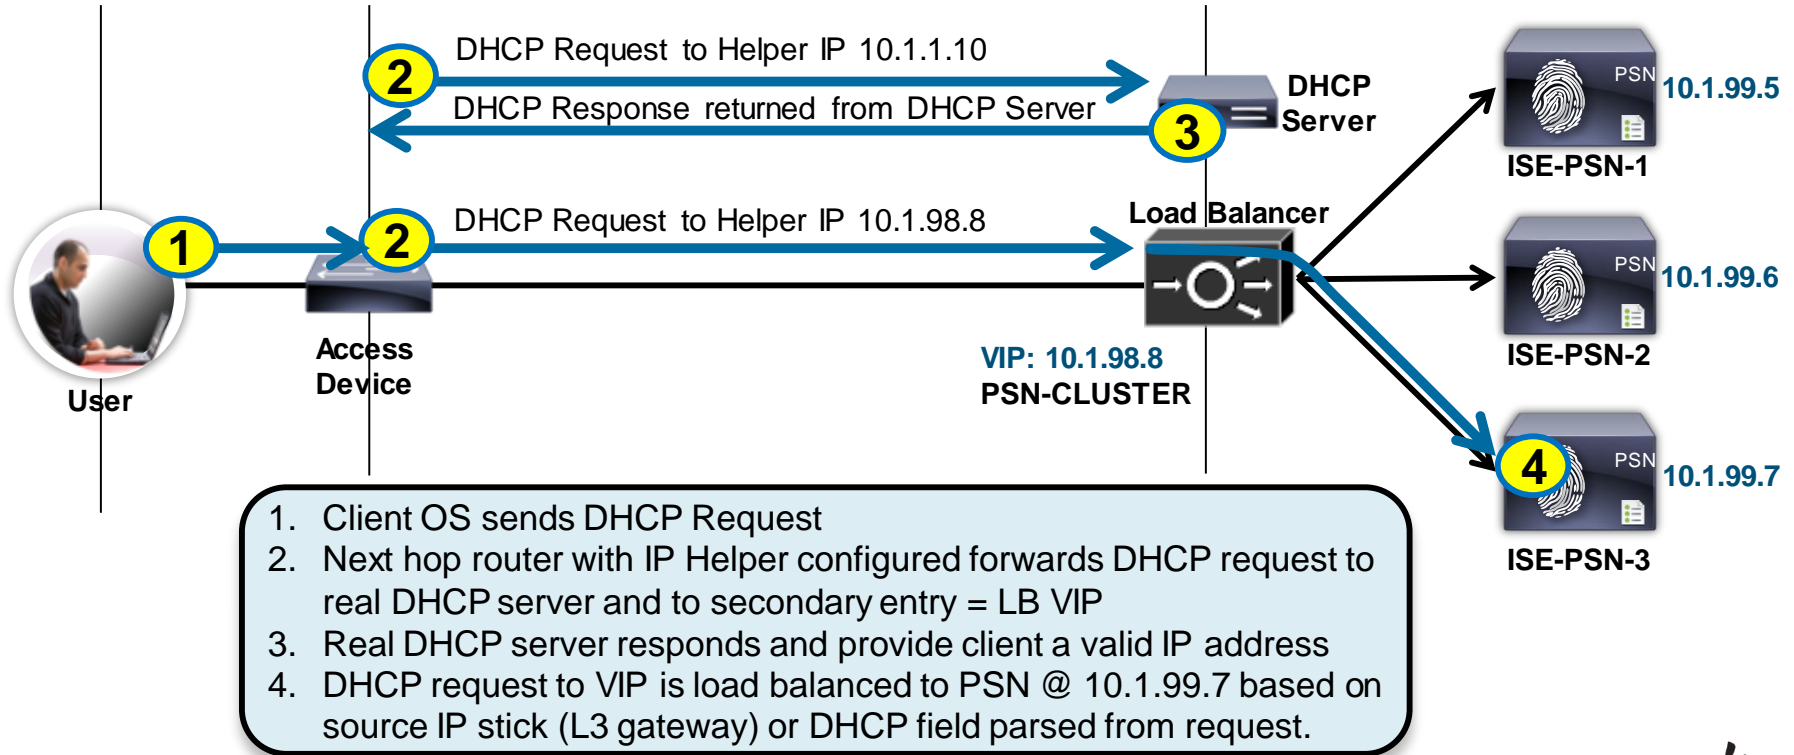 DHCP Request to Helper IP 10.1.1.10
2
DHCP Response returned from DHCP Server
3
DHCP
Server
PSN
10.1.99.5
ISE-PSN-1
1
2
DHCP Request to Helper IP 10.1.98.8
Load Balancer
PSN
10.1.99.6
ISE-PSN-2
User
Access
Device
VIP: 10.1.98.8
PSN-CLUSTER
4
PSN
10.1.99.7
ISE-PSN-3
1. Client OS sends DHCP Request
2. Next hop router with IP Helper configured forwards DHCP request to
real DHCP server and to secondary entry = LB VIP
3. Real DHCP server responds and provide client a valid IP address
4. DHCP request to VIP is load balanced to PSN @ 10.1.99.7 based on
source IP stick (L3 gateway) or DHCP field parsed from request.